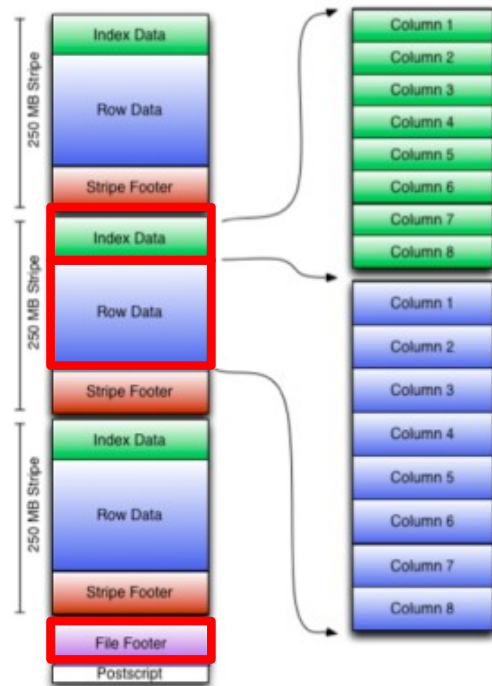 250 MB Stripe
Index Data
Row Data
Stripe Footer
250 MB Stripe
Index Data
Row Data
Stripe Footer
250 MB Stripe
Index Data
Row Data
Stripe Footer
File Footer
Postscript
Column 1
Column 2
Column 3
Column 4
Column 5
Column 6
Column 7
Column 8
Column 1
Column 2
Column 3
Column 4
Column 5
Column 6
Column 7
Column 8